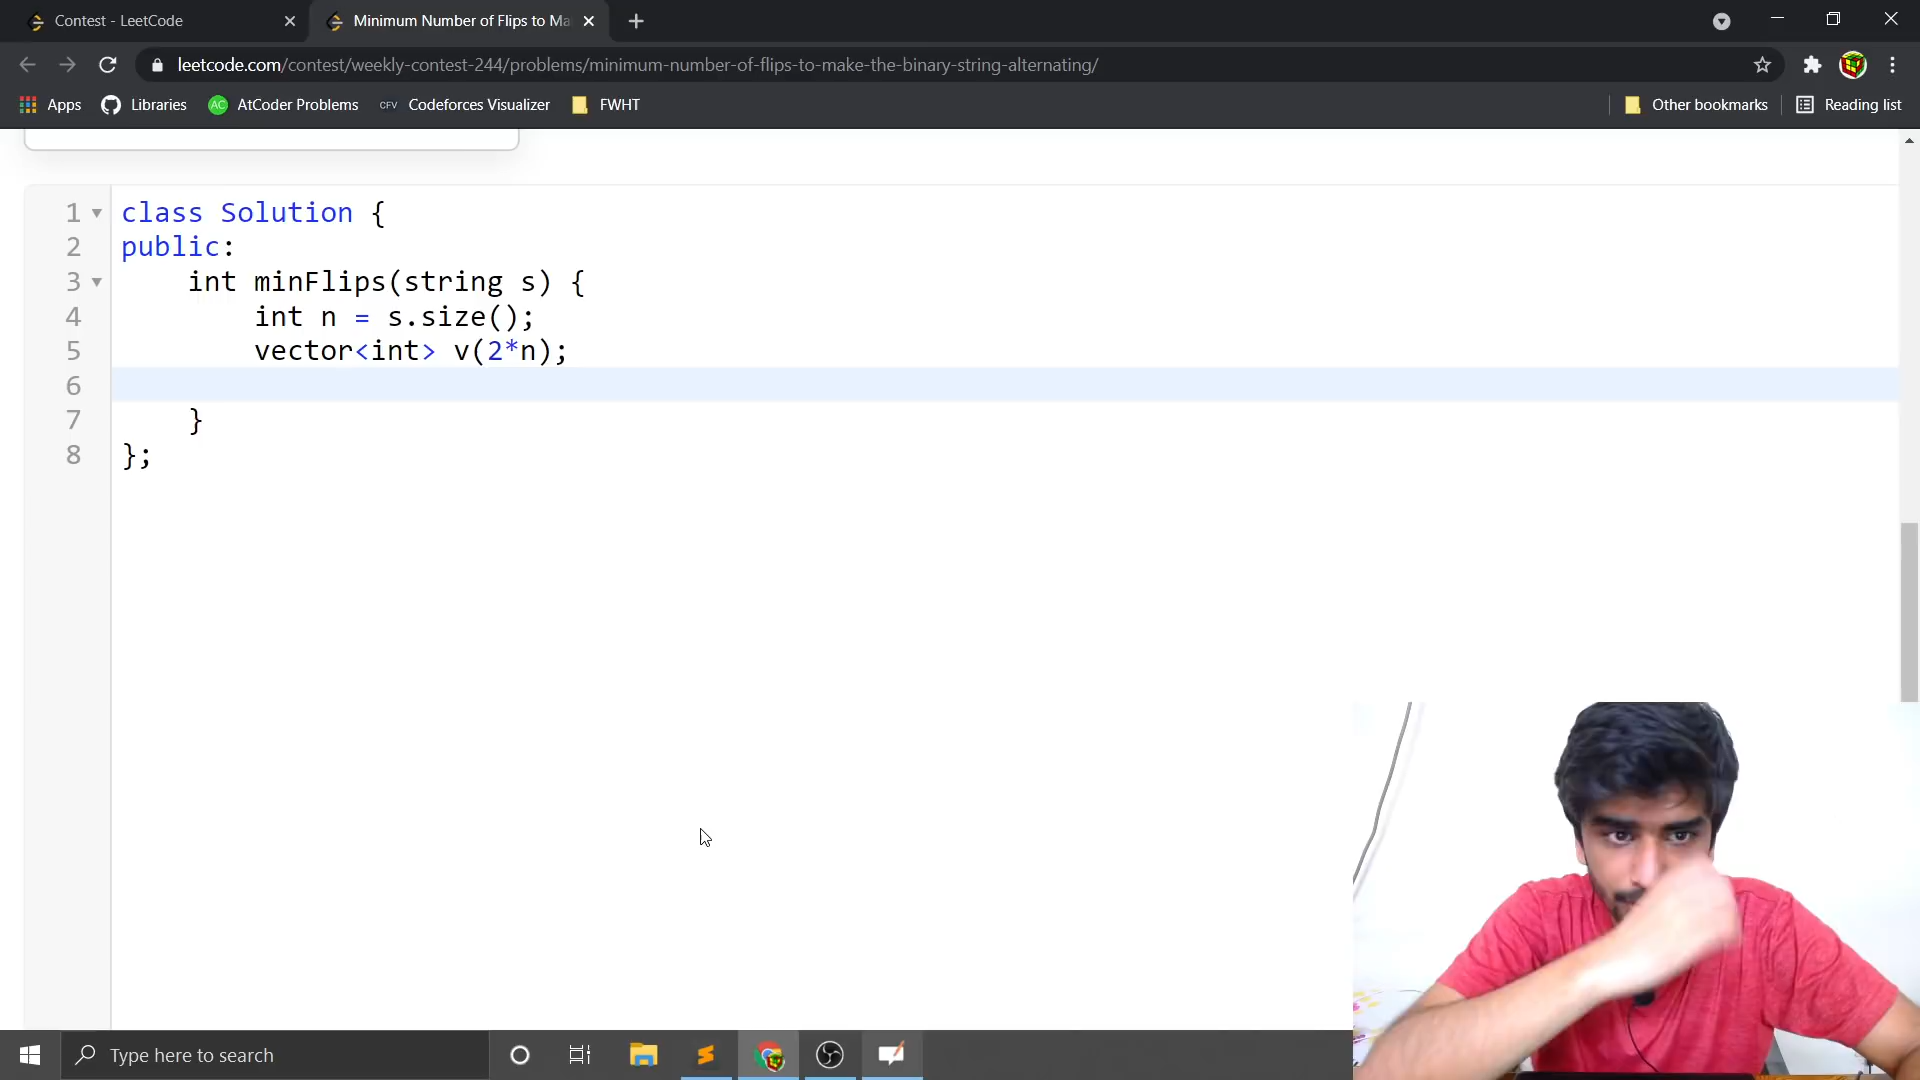 Contest - LeetCode
Minimum Number of Flips to Ma
leetcode.com/contest/weekly-contest-244/problems/minimum-number-of-flips-to-make-the-binary-string-alternating/
Apps
Libraries
AC
AtCoder Problems
CFV
Codeforces Visualizer
FWHT
Other bookmarks
Reading list
1 class Solution {
2 public:
3 int minFlips(string s) {
4 int n = s.size();
5 vector<int> v(2*n);
6
7 }
8 };
Type here to search